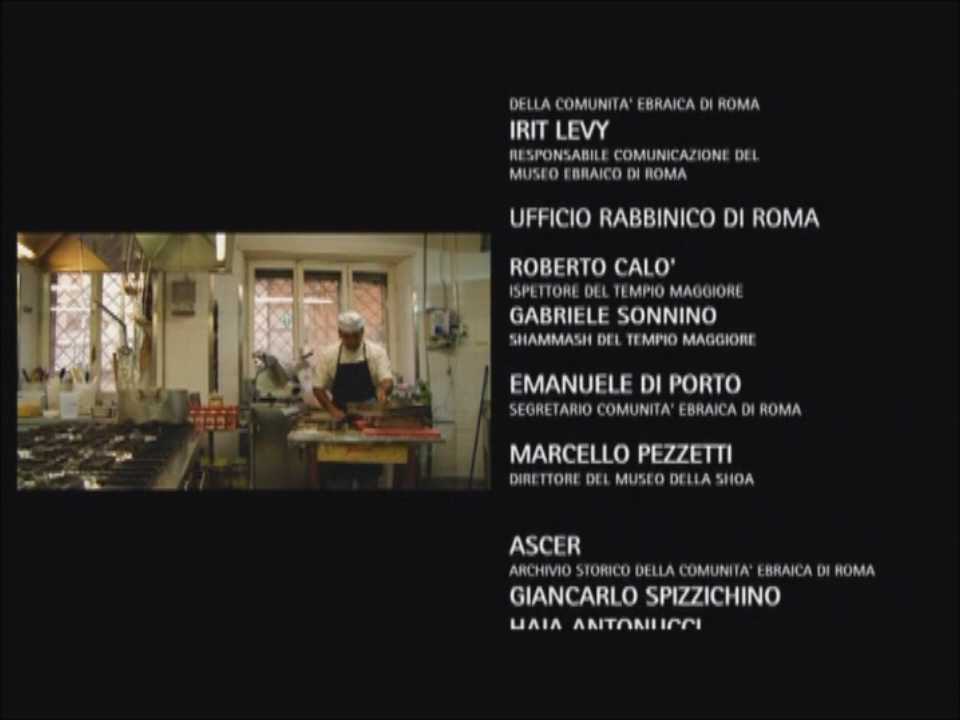 DELLA COMUNITA' EBRAICA DI ROMA
IRIT LEVY
RESPONSABILE COMUNICAZIONE DEL
MUSEO EBRAICO DI ROMA
UFFICIO RABBINICO DI ROMA
ROBERTO CALO'
ISPETTORE DEL TEMPIO MAGGIORE
GABRIELE SONNINO
SHAMMASH DEL TEMPIO MAGGIORE
EMANUELE DI PORTO
SEGRETARIO COMUNITA' EBRAICA DI ROMA
MARCELLO PEZZETTI
DIRETTORE DEL MUSEO DELLA SHOA
ASCER
ARCHIVIO STORICO DELLA COMUNITA' EBRAICA DI ROMA
GIANCARLO SPIZZICHINO
HAIA ANTONUCCI